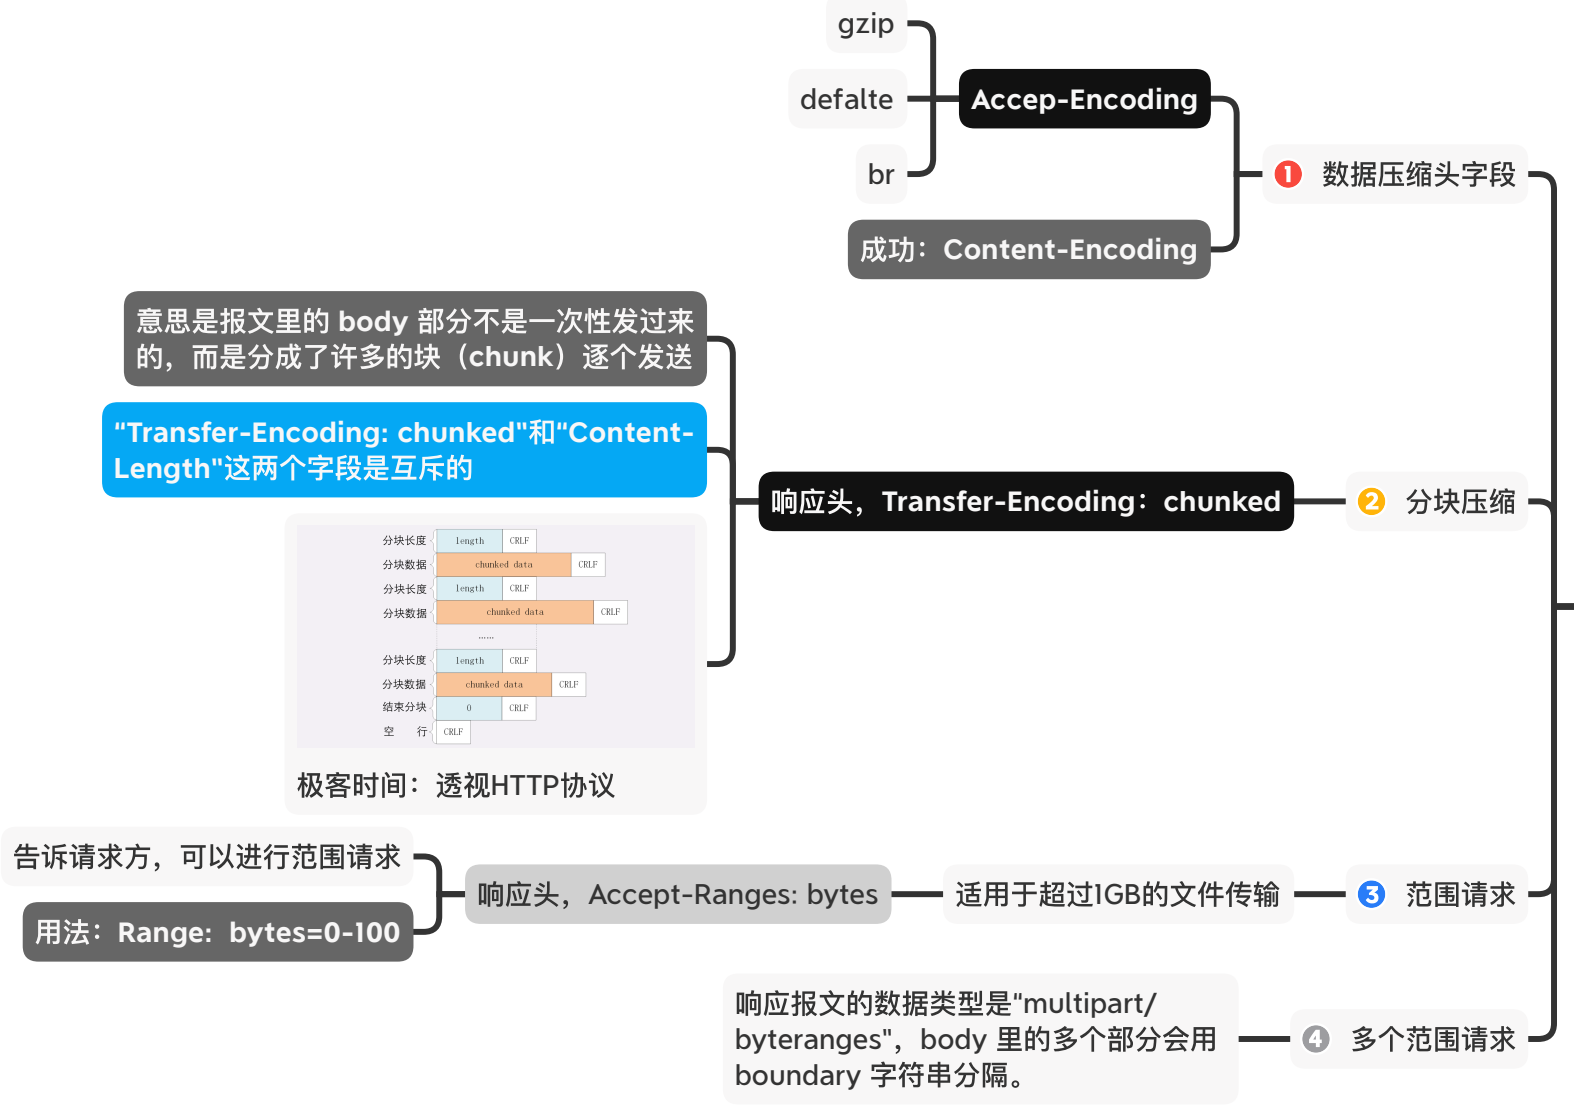 gzip
defalte
br
Accep-Encoding
成功：Content-Encoding
1 数据压缩头字段
意思是报文里的 body 部分不是一次性发过来
的，而是分成了许多的块（chunk）逐个发送
“Transfer-Encoding: chunked"和“Content-
Length"这两个字段是互斥的
分块长度 length CRLF
分块数据 chunked data CRLF
分块长度 length CRLF
分块数据 chunked data CRLF
......
分块长度 length CRLF
分块数据 chunked data CRLF
结束分块 0 CRLF
空 行 CRLF
极客时间：透视HTTP协议
响应头，Transfer-Encoding：chunked
2 分块压缩
告诉请求方，可以进行范围请求
用法：Range: bytes=0-100
响应头，Accept-Ranges: bytes
适用于超过1GB的文件传输
3 范围请求
响应报文的数据类型是“multipart/
byteranges"，body 里的多个部分会用
boundary 字符串分隔。
4 多个范围请求